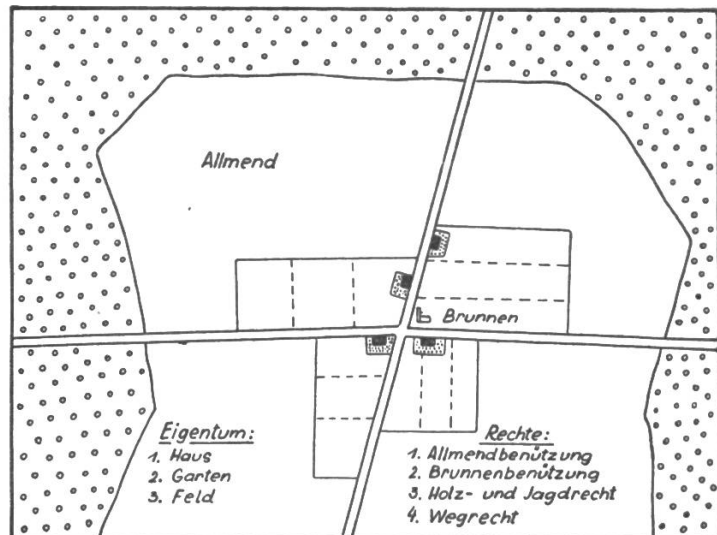 Allmend
Brunnen
Eigentum:
1. Haus
2. Garten
3. Feld
Rechte:
1. Allmendbenützung
2. Brunnenbenützung
3. Holz- und Jagdrecht
4. Wegrecht